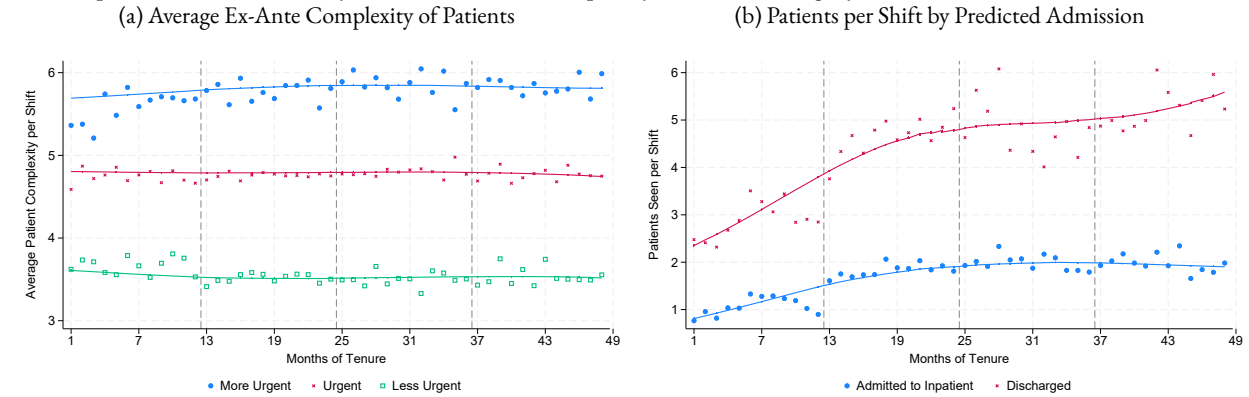 (a) Average Ex-Ante Complexity of Patients
(b) Patients per Shift by Predicted Admission
Average Patient Complexity per Shift
6
5
4
3
1 7 13 19 25 31 37 43 49
Months of Tenure
More Urgent Urgent Less Urgent
Patients Seen per Shift
6
5
4
3
2
1
1 7 13 19 25 31 37 43 49
Months of Tenure
Admitted to Inpatient Discharged